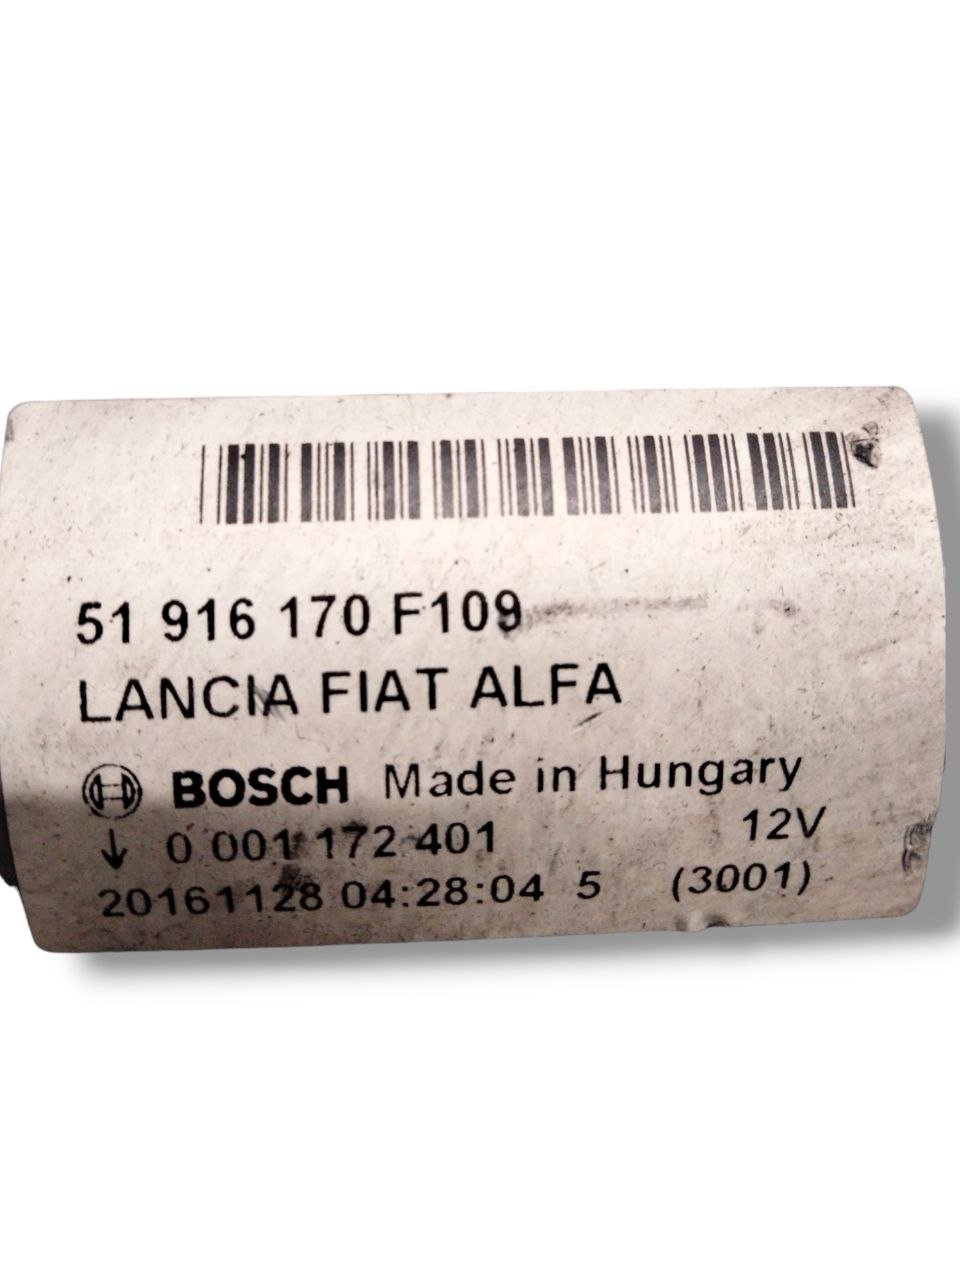 51 916 170 F109
LANCIA FIAT ALFA
BOSCH Made in Hungary
↓ 0 001 172 401 12V
20161128 04:28:04 5 (3001)